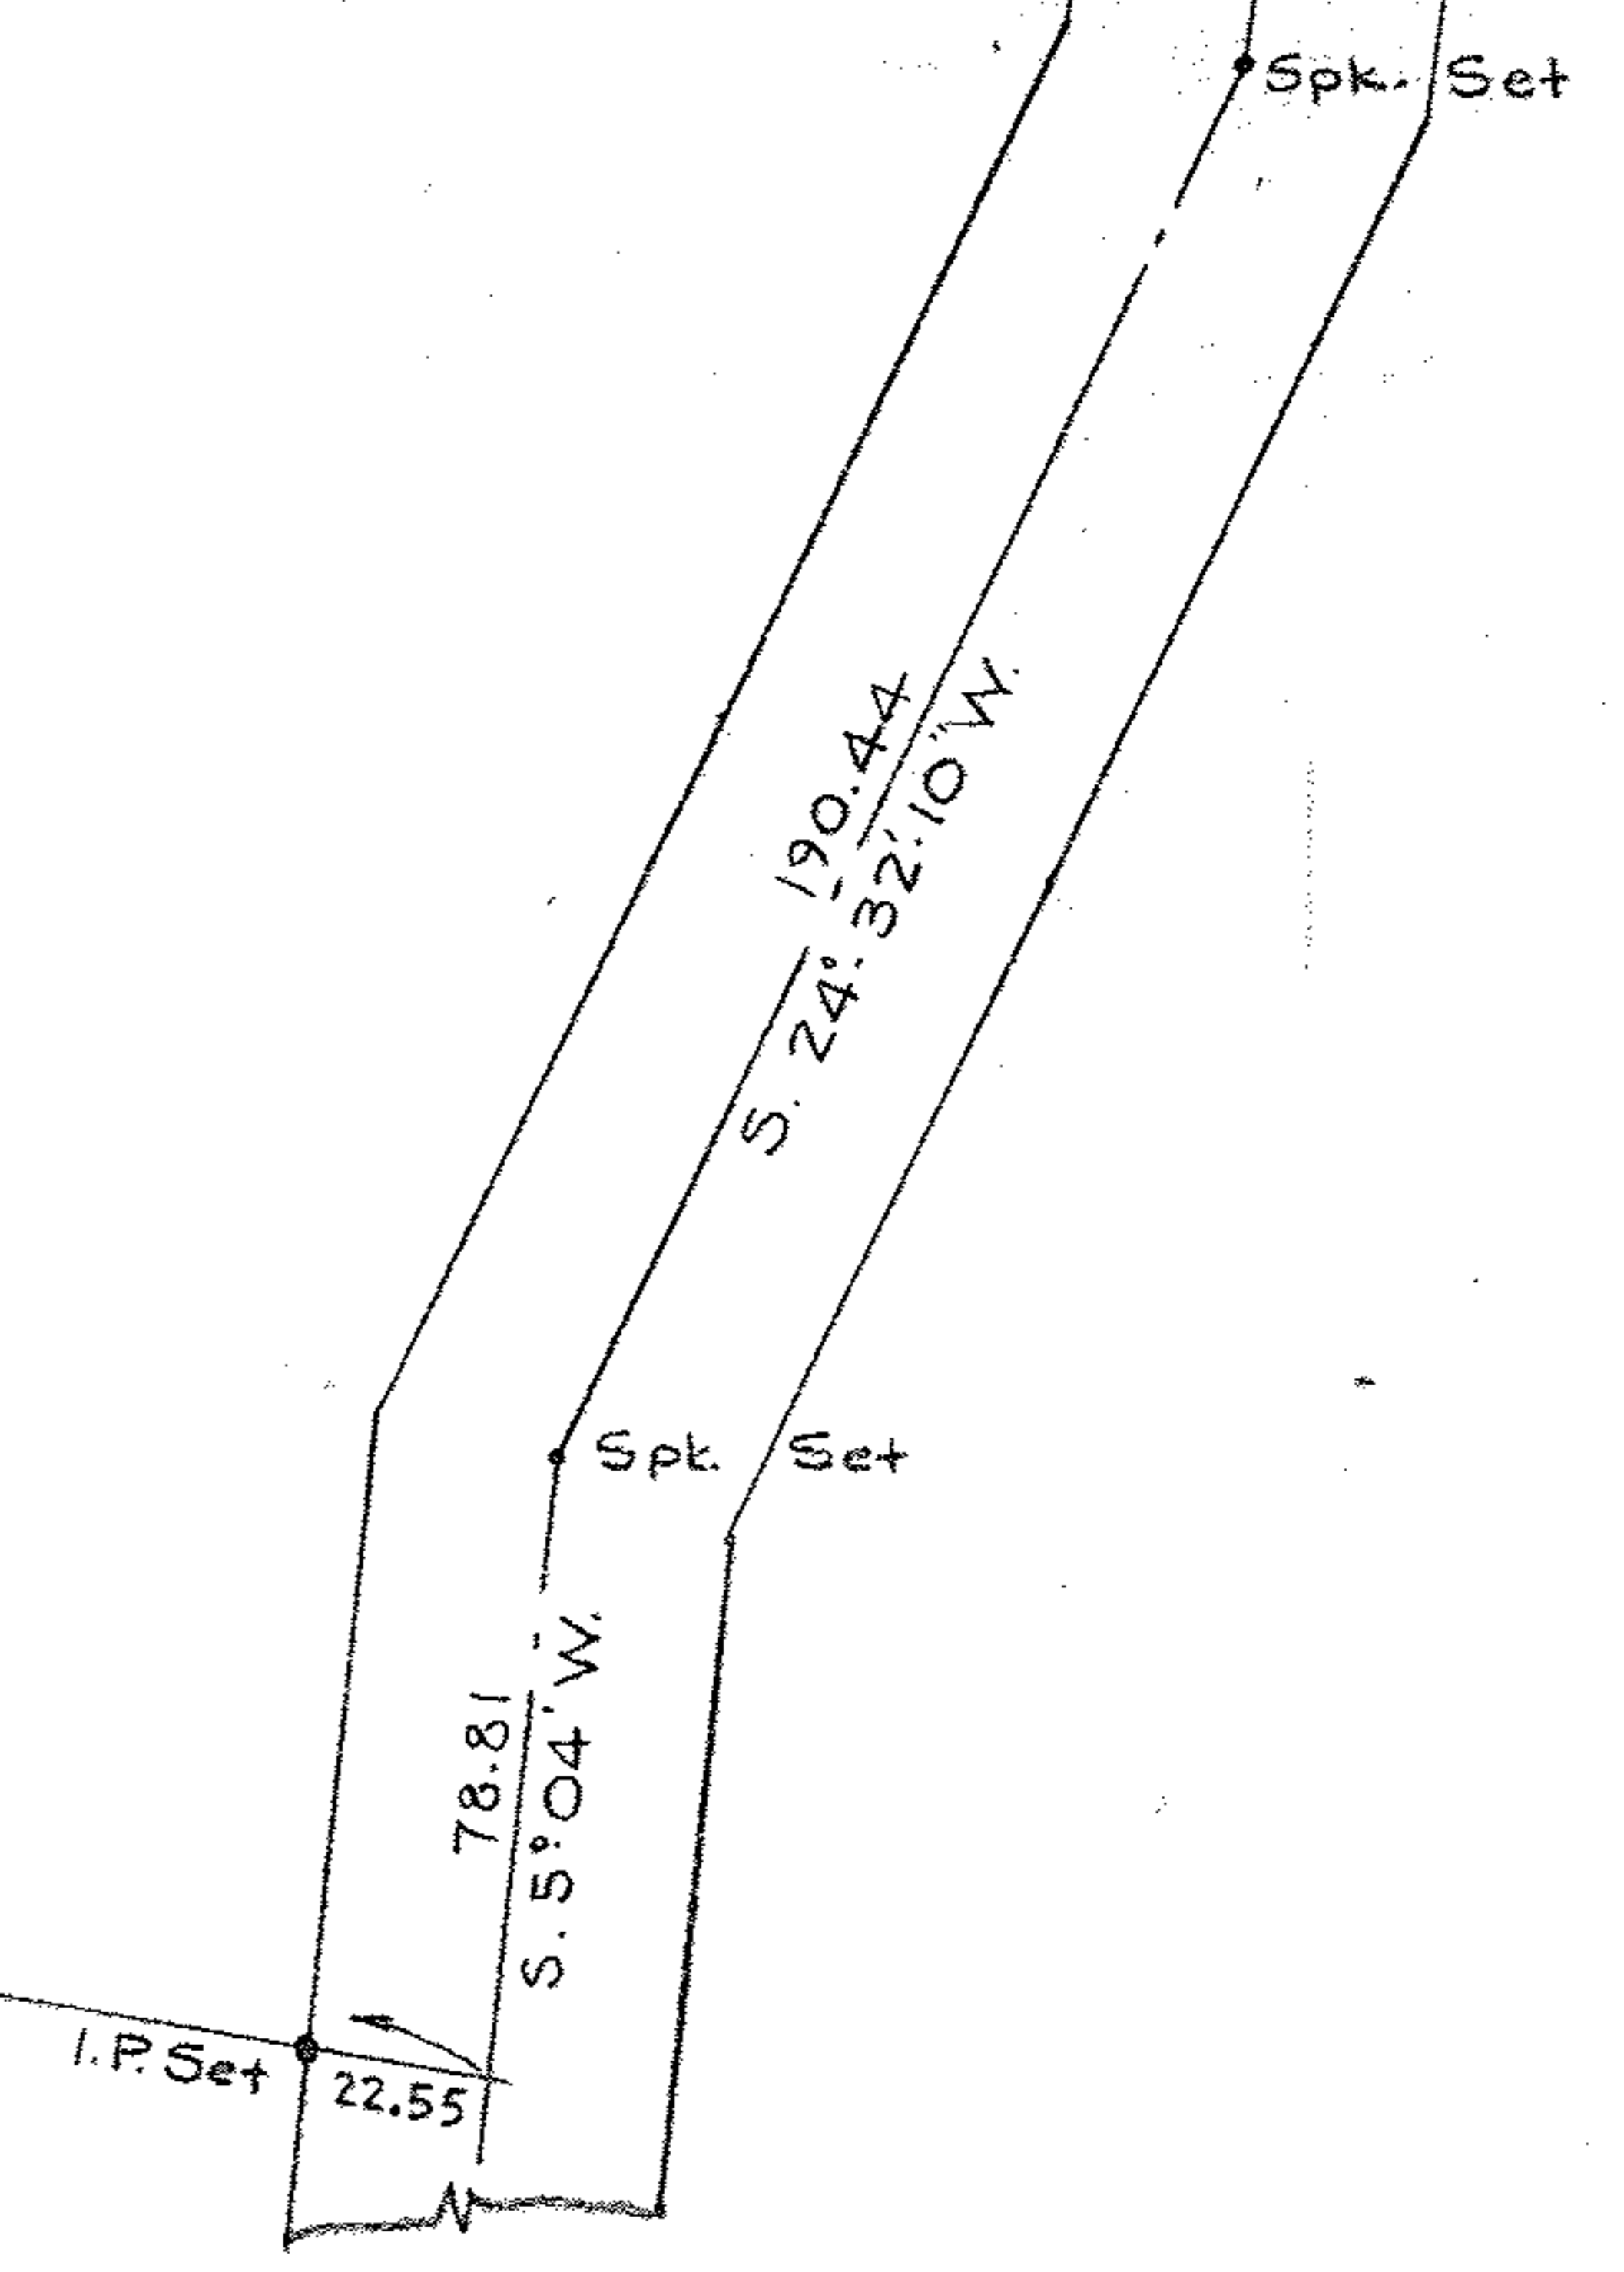 Spk. Set
190.44
S. 24°. 32'. 10" W.
Spk. Set
78.81
S. 5°. 04' W.
I.P. Set
22.55